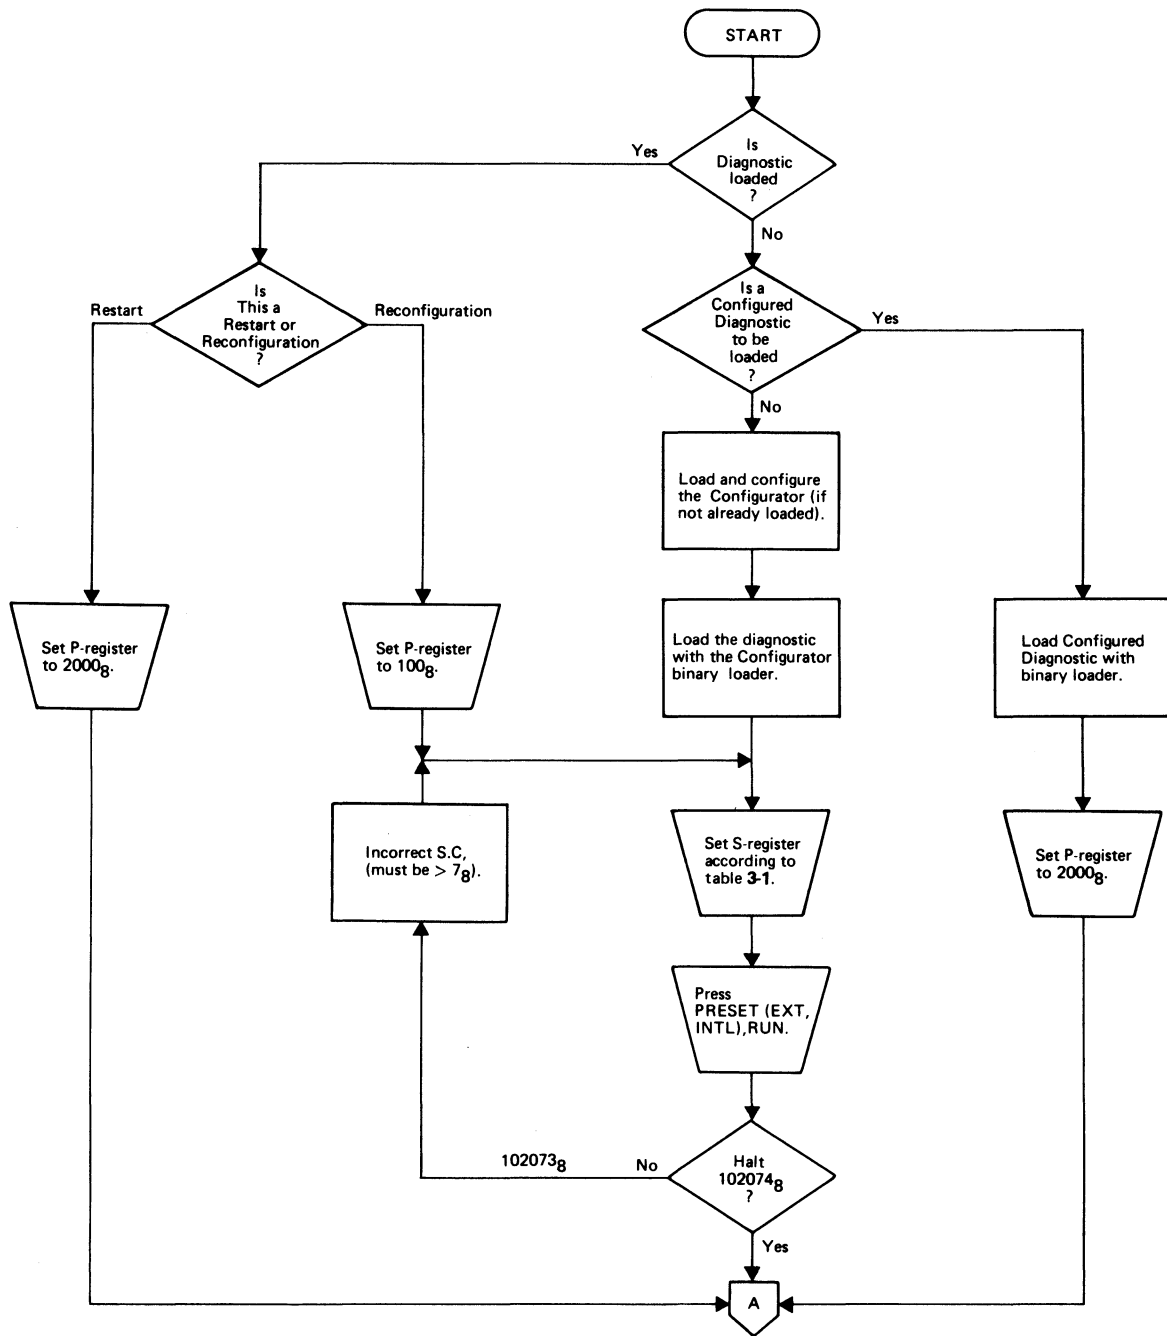 START
Is
Diagnostic
loaded
?
Yes
No
Is
This a
Restart or
Reconfiguration
?
Restart
Reconfiguration
Is a
Configured
Diagnostic
to be
loaded
?
Yes
No
Load and configure
the Configurator (if
not already loaded).
Set P-register
to 2000₈.
Set P-register
to 100₈.
Load the diagnostic
with the Configurator
binary loader.
Load Configured
Diagnostic with
binary loader.
Incorrect S.C,
(must be > 7₈).
Set S-register
according to
table 3-1.
Set P-register
to 2000₈.
Press
PRESET (EXT,
INTL),RUN.
102073₈
No
Halt
102074₈
?
Yes
A